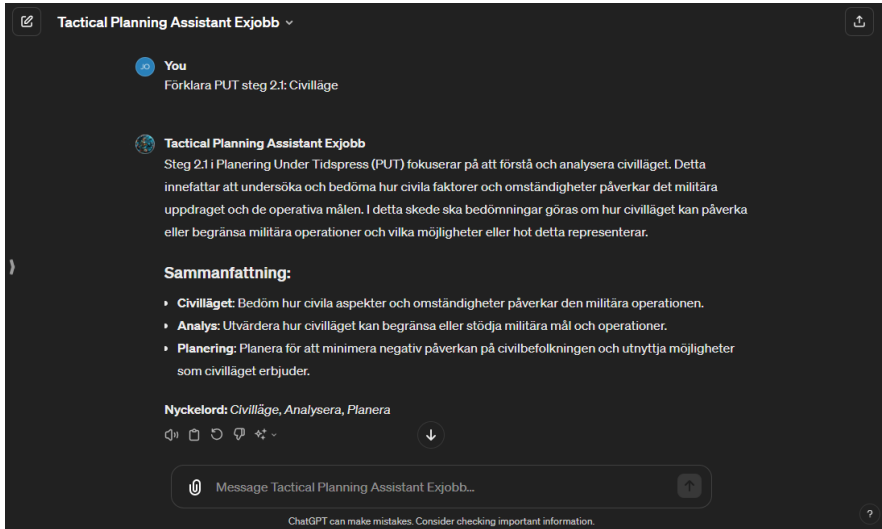 Tactical Planning Assistant Exjobb
JO
You
Förklara PUT steg 2.1: Civilläge
Tactical Planning Assistant Exjobb
Steg 2.1 i Planering Under Tidspress (PUT) fokuserar på att förstå och analysera civilläget. Detta
innefattar att undersöka och bedöma hur civila faktorer och omständigheter påverkar det militära
uppdraget och de operativa målen. I detta skede ska bedömningar göras om hur civilläget kan påverka
eller begränsa militära operationer och vilka möjligheter eller hot detta representerar.
Sammanfattning:
• Civilläget: Bedöm hur civila aspekter och omständigheter påverkar den militära operationen.
• Analys: Utvärdera hur civilläget kan begränsa eller stödja militära mål och operationer.
• Planering: Planera för att minimera negativ påverkan på civilbefolkningen och utnyttja möjligheter
som civilläget erbjuder.
Nyckelord: Civilläge, Analysera, Planera
Message Tactical Planning Assistant Exjobb...
ChatGPT can make mistakes. Consider checking important information.
?